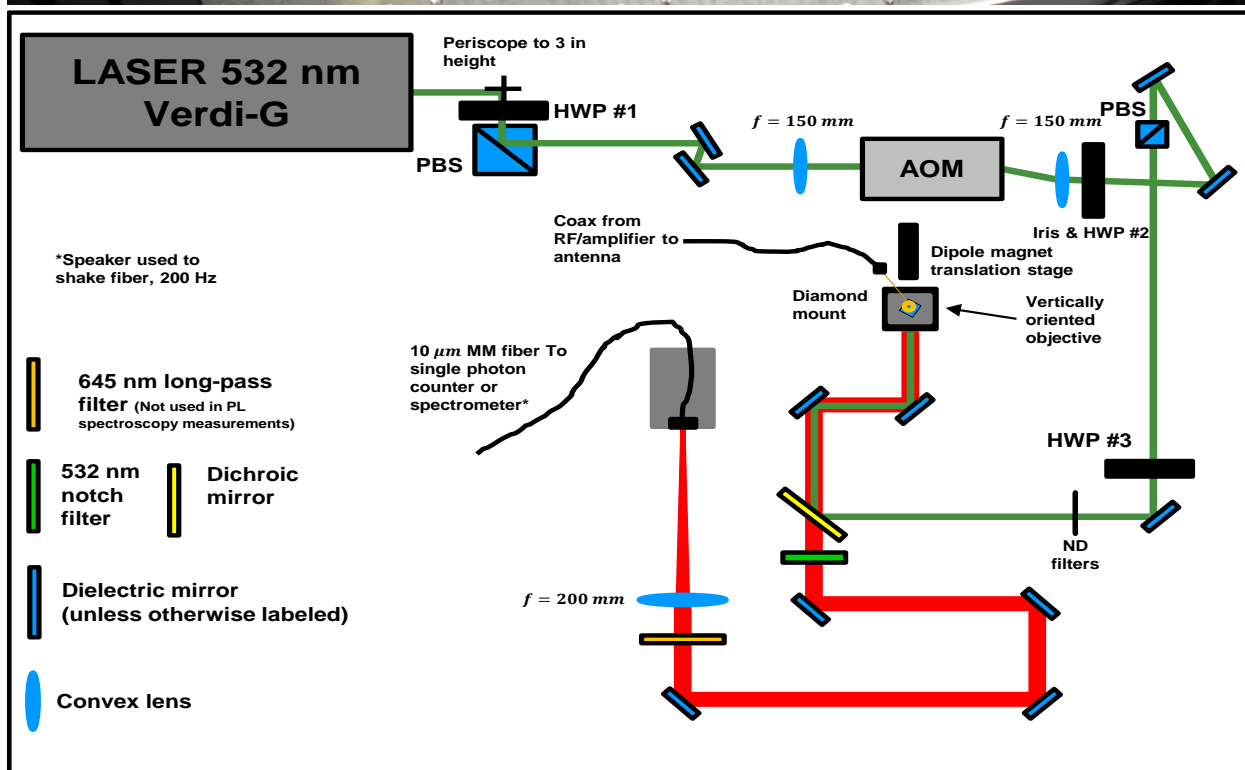 LASER 532 nm
Verdi-G
Periscope to 3 in
height
HWP #1
PBS
𝒇 = 𝟏𝟓𝟎 𝒎𝒎
AOM
𝒇 = 𝟏𝟓𝟎 𝒎𝒎
PBS
Iris & HWP #2
*Speaker used to
shake fiber, 200 Hz
Coax from
RF/amplifier to
antenna
Dipole magnet
translation stage
Diamond
mount
Vertically
oriented
objective
10 𝝁𝒎 MM fiber To
single photon
counter or
spectrometer*
645 nm long-pass
filter (Not used in PL
spectroscopy measurements)
532 nm
notch
filter
Dichroic
mirror
HWP #3
ND
filters
Dielectric mirror
(unless otherwise labeled)
𝒇 = 𝟐𝟎𝟎 𝒎𝒎
Convex lens